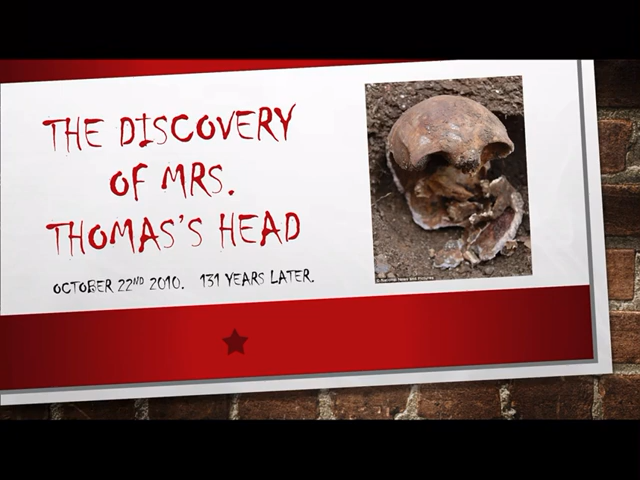 THE DISCOVERY
OF MRS.
THOMAS'S HEAD
OCTOBER 22ND 2010. 131 YEARS LATER.